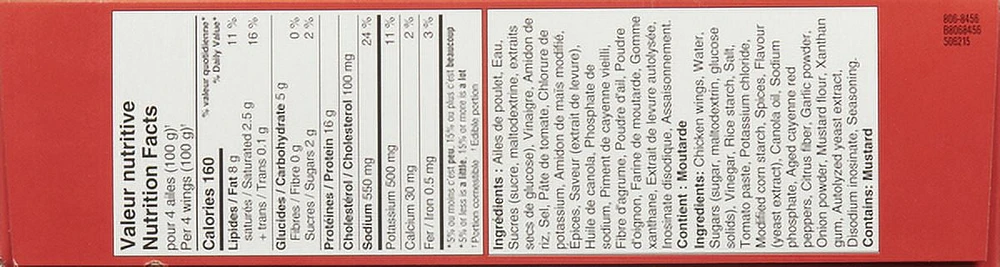 Valeur nutritive
Nutrition Facts
pour 4 ailes (100 g)†
Per 4 wings (100 g)†
Calories 160
% valeur quotidienne*
% Daily Value*
Lipides / Fat 8 g 11 %
saturés / Saturated 2.5 g
+ trans / Trans 0.1 g 16 %
Glucides / Carbohydrate 5 g
Fibres / Fibre 0 g 0 %
Sucres / Sugars 2 g 2 %
Protéines / Protein 16 g
Cholestérol / Cholesterol 100 mg
Sodium 550 mg 24 %
Potassium 500 mg 11 %
Calcium 30 mg 2 %
Fer / Iron 0.5 mg 3 %
*5% ou moins c'est peu, 15% ou plus c'est beaucoup
*5% or less is a little, 15% or more is a lot
† Portion comestible † Edible portion
Ingrédients : Ailes de poulet, Eau,
Sucres (sucre, maltodextrine, extraits
secs de glucose), Vinaigre, Amidon de
riz, Sel, Pâte de tomate, Chlorure de
potassium, Amidon de maïs modifié,
Épices, Saveur (extrait de levure),
Huile de canola, Phosphate de
sodium, Piment de cayenne vieilli,
Fibre d'agrume, Poudre d'ail, Poudre
d'oignon, Farine de moutarde, Gomme
xanthane, Extrait de levure autolysée,
Inosinate disodique, Assaisonnement.
Contient : Moutarde
Ingredients: Chicken wings, Water,
Sugars (sugar, maltodextrin, glucose
solids), Vinegar, Rice starch, Salt,
Tomato paste, Potassium chloride,
Modified corn starch, Spices, Flavour
(yeast extract), Canola oil, Sodium
phosphate, Aged cayenne red
peppers, Citrus fiber, Garlic powder,
Onion powder, Mustard flour, Xanthan
gum, Autolyzed yeast extract,
Disodium inosinate, Seasoning.
Contains: Mustard
806-8456
B8068456
506215